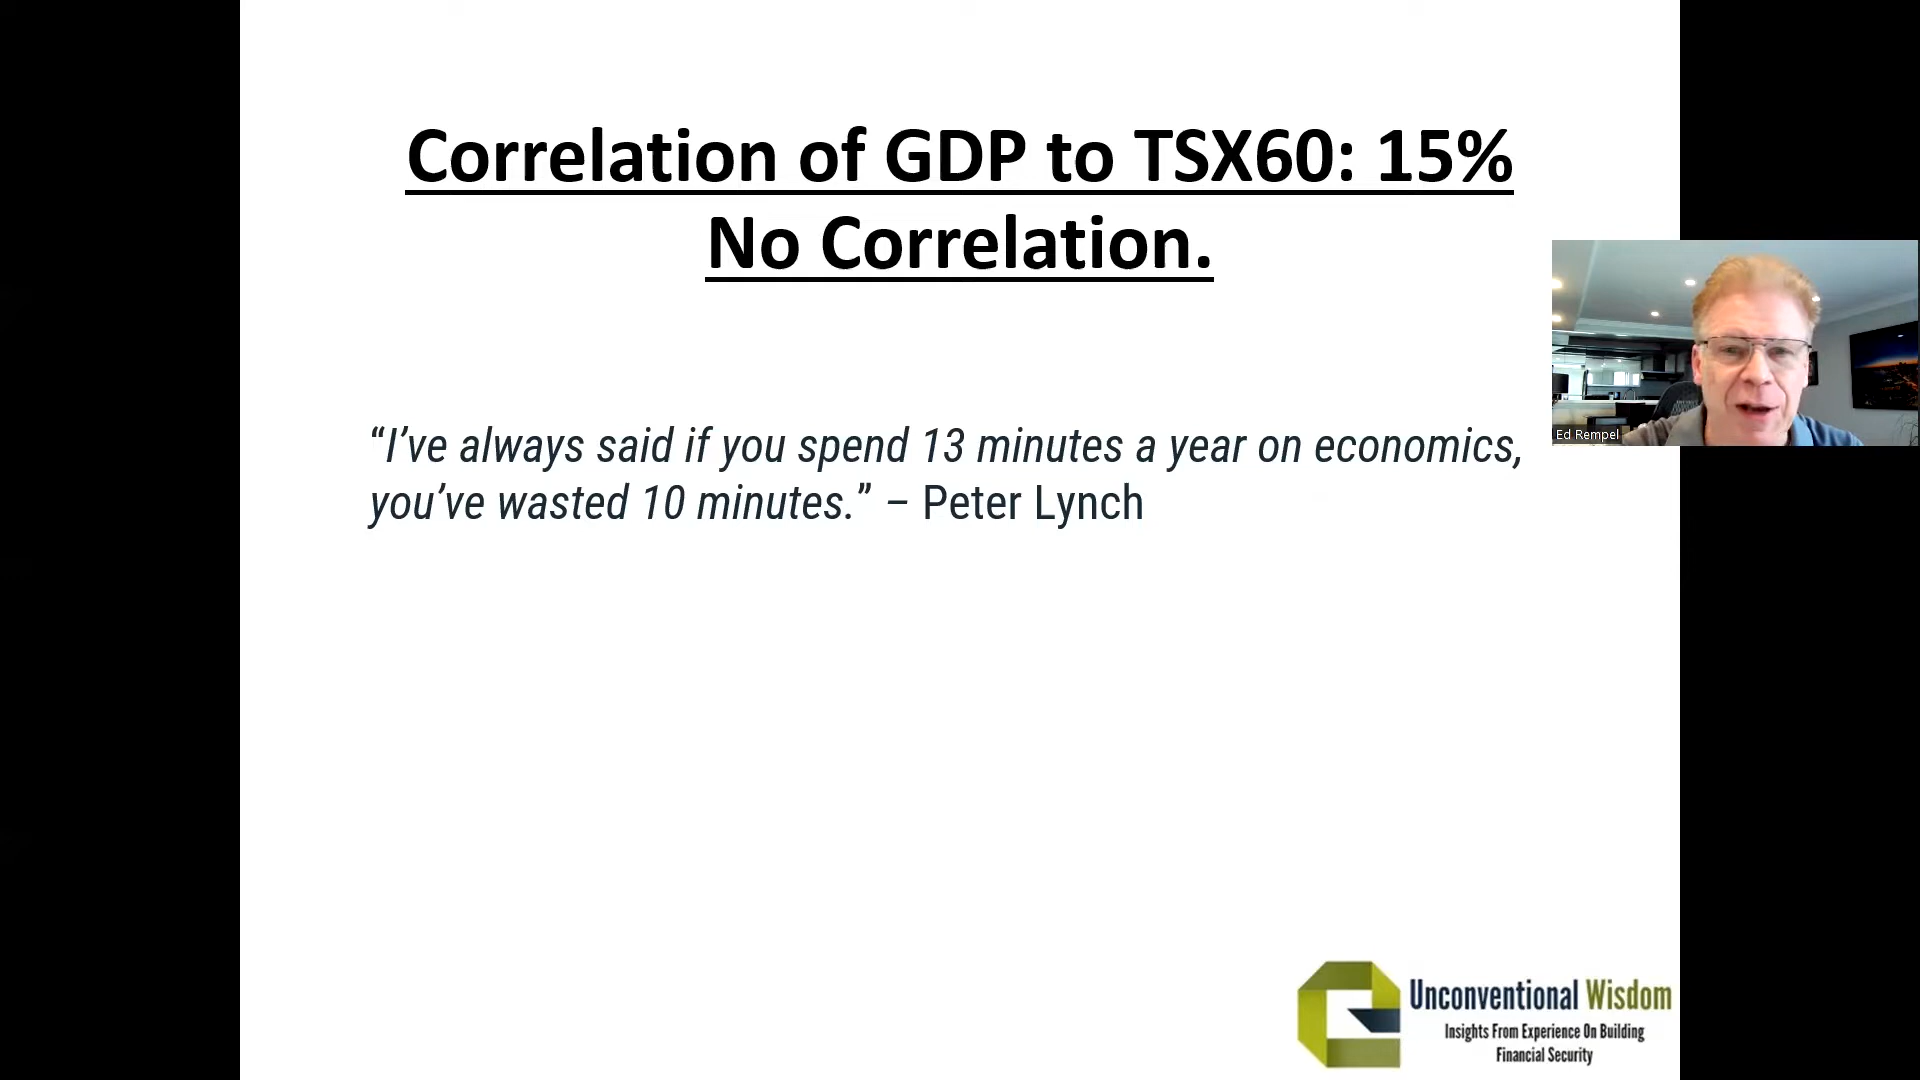 Correlation of GDP to TSX60: 15%
No Correlation.
“I’ve always said if you spend 13 minutes a year on economics,
you’ve wasted 10 minutes.” – Peter Lynch
Ed Rempel
Unconventional Wisdom
Insights From Experience On Building
Financial Security